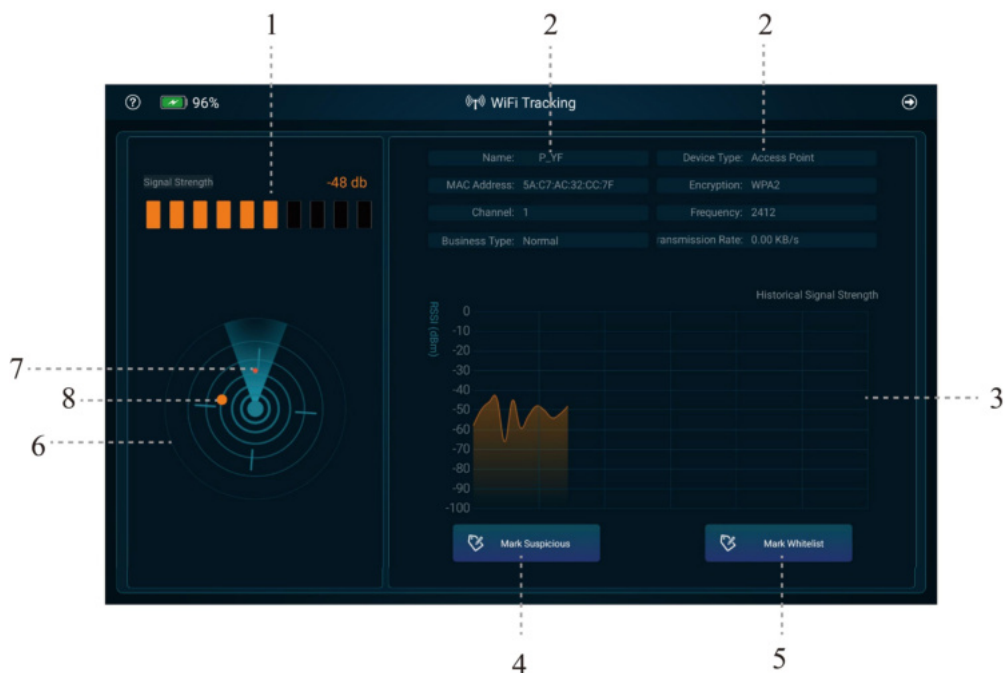 1 2 2
96% WiFi Tracking
Name: P_YF Device Type: Access Point
Signal Strength -48 db
MAC Address: 5A:C7:AC:32:CC:7F Encryption: WPA2
Channel: 1 Frequency: 2412
Business Type: Normal ransmission Rate: 0.00 KB/s
Historical Signal Strength
RSSI (dBm)
0
-10
-20
-30
-40
-50
-60
-70
-80
-90
-100
7
8
6
3
Mark Suspicious Mark Whitelist
4 5